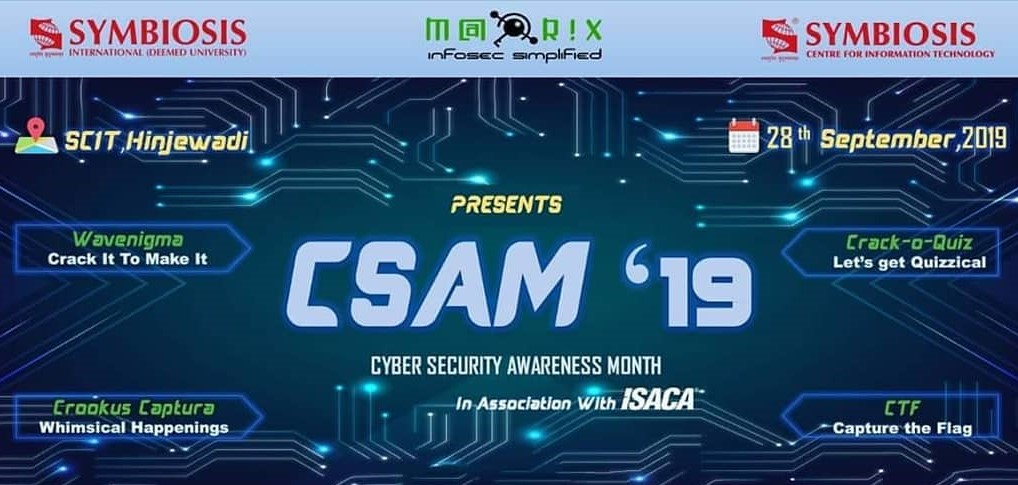 SYMBIOSIS
INTERNATIONAL (DEEMED UNIVERSITY)
M@R!X
inFosec simplified
SYMBIOSIS
CENTRE FOR INFORMATION TECHNOLOGY
SC1T,Hinjewadi
28th September,2019
PRESENTS
Wavenigma
Crack It To Make It
CSAM ‘19
Crack-o-Quiz
Let's get Quizzical
CYBER SECURITY AWARENESS MONTH
In Association With ISACA
Crookus Captura
Whimsical Happenings
CTF
Capture the Flag